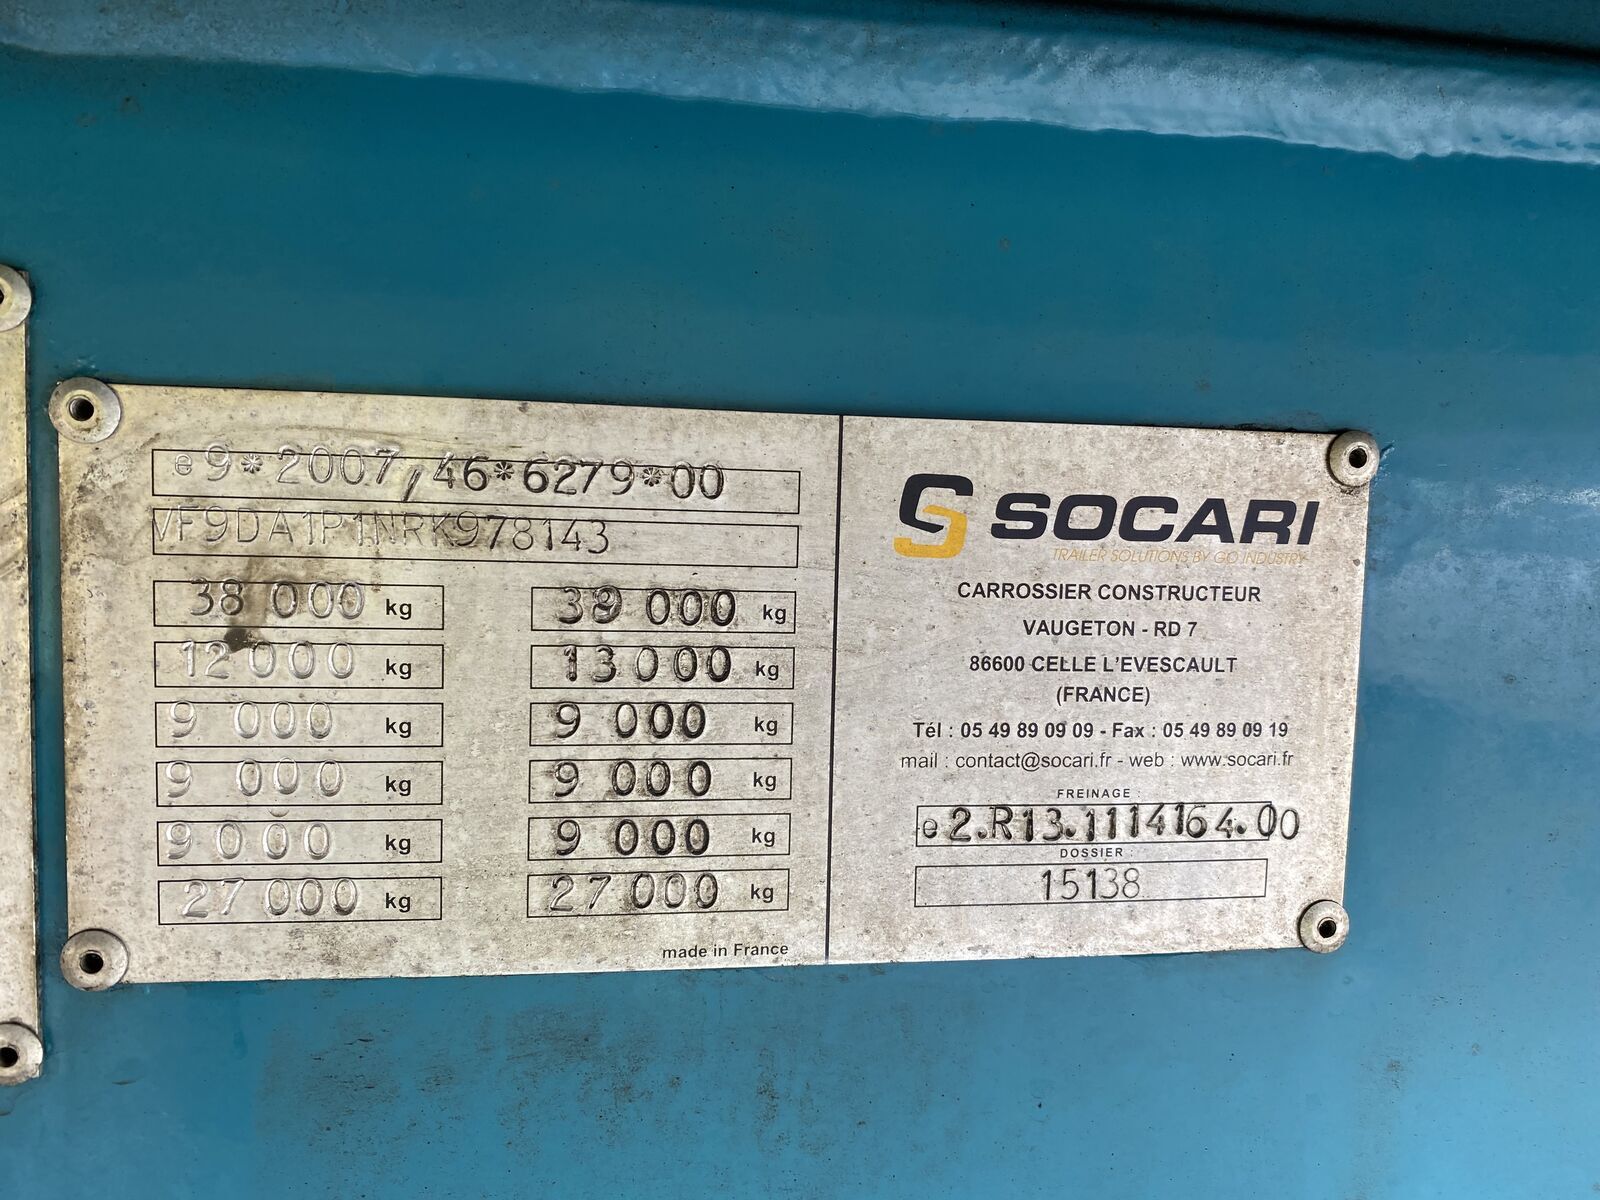 e9*2007/46*6279*00
VF9DA1P1NRK978143
38 000 kg 39 000 kg
12 000 kg 13 000 kg
9 000 kg 9 000 kg
9 000 kg 9 000 kg
9 000 kg 9 000 kg
27 000 kg 27 000 kg
made in France
SOCARI
TRAILER SOLUTIONS BY GO INDUSTRY
CARROSSIER CONSTRUCTEUR
VAUGETON - RD 7
86600 CELLE L'EVESCAULT
(FRANCE)
Tél : 05 49 89 09 09 - Fax : 05 49 89 09 19
mail : contact@socari.fr - web : www.socari.fr
FREINAGE :
e2.R13.1114164.00
DOSSIER :
15138